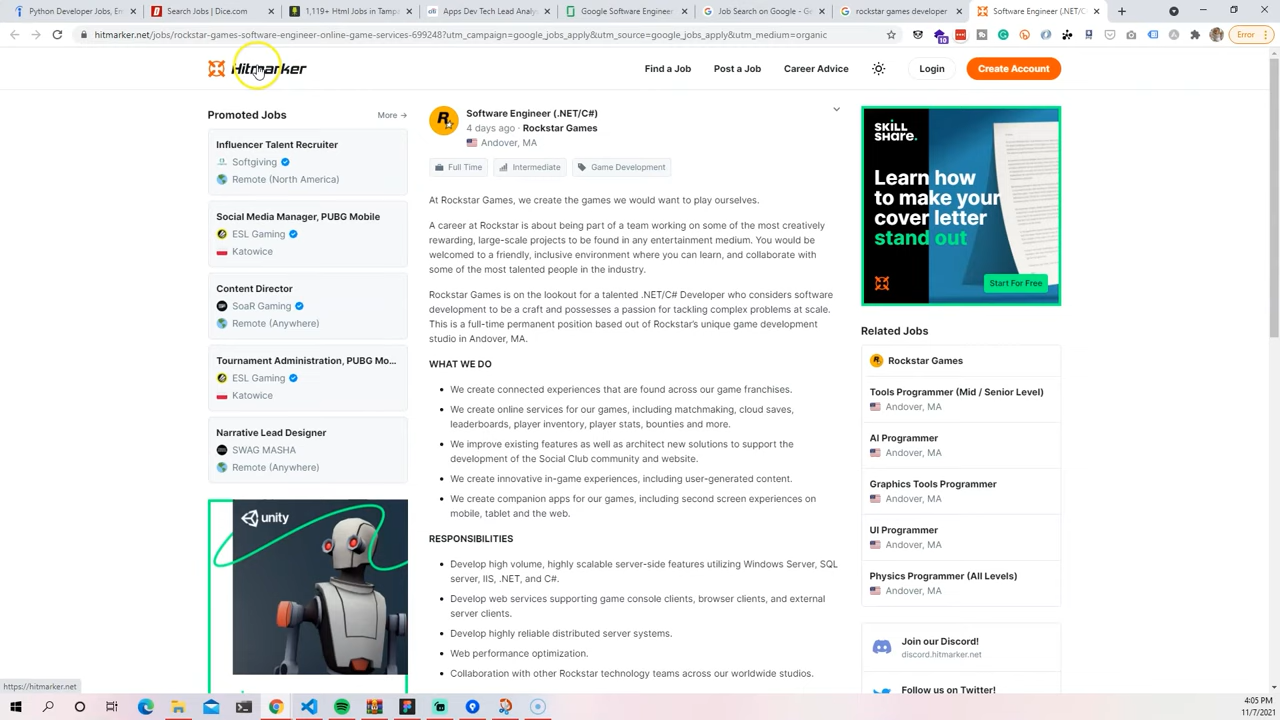 Python Developer Jobs, Em
Search Jobs | Dice.com
1,119+ Html Jobs in Tampa
Apps Dev Tech Lead Analy
Google Software Engineer
Job Search on Google - Ge
rockstar games developer
Software Engineer (.NET/C
hitmarker.net/jobs/rockstar-games-software-engineer-online-game-services-699248?utm_campaign=google_jobs_apply&utm_source=google_jobs_apply&utm_medium=organic
10
Error
Hitmarker
Find a Job
Post a Job
Career Advice
Login
Create Account
Promoted Jobs
More →
Influencer Talent Recruiter
Softgiving
Remote (North Am
Social Media Manager, PUBG Mobile
ESL Gaming
Katowice
Content Director
SoaR Gaming
Remote (Anywhere)
Tournament Administration, PUBG Mo...
ESL Gaming
Katowice
Narrative Lead Designer
SWAG MASHA
Remote (Anywhere)
unity
Software Engineer (.NET/C#)
4 days ago · Rockstar Games
Andover, MA
Full Time
Intermediate
Game Development
At Rockstar Games, we create the games we would want to play ourselves.
A career at Rockstar is about being part of a team working on some of the most creatively
rewarding, large-scale projects to be found in any entertainment medium. You would be
welcomed to a friendly, inclusive environment where you can learn, and collaborate with
some of the most talented people in the industry.
Rockstar Games is on the lookout for a talented .NET/C# Developer who considers software
development to be a craft and possesses a passion for tackling complex problems at scale.
This is a full-time permanent position based out of Rockstar's unique game development
studio in Andover, MA.
WHAT WE DO
We create connected experiences that are found across our game franchises.
We create online services for our games, including matchmaking, cloud saves,
leaderboards, player inventory, player stats, bounties and more.
We improve existing features as well as architect new solutions to support the
development of the Social Club community and website.
We create innovative in-game experiences, including user-generated content.
We create companion apps for our games, including second screen experiences on
mobile, tablet and the web.
RESPONSIBILITIES
Develop high volume, highly scalable server-side features utilizing Windows Server, SQL
server, IIS, .NET, and C#.
Develop web services supporting game console clients, browser clients, and external
server clients.
Develop highly reliable distributed server systems.
Web performance optimization.
Collaboration with other Rockstar technology teams across our worldwide studios.
SKILL
SHARE.
Learn how
to make your
cover letter
stand out
Start For Free
Related Jobs
Rockstar Games
Tools Programmer (Mid / Senior Level)
Andover, MA
AI Programmer
Andover, MA
Graphics Tools Programmer
Andover, MA
UI Programmer
Andover, MA
Physics Programmer (All Levels)
Andover, MA
Join our Discord!
discord.hitmarker.net
Follow us on Twitter!
https://hitmarker.net
4:05 PM
11/7/2021